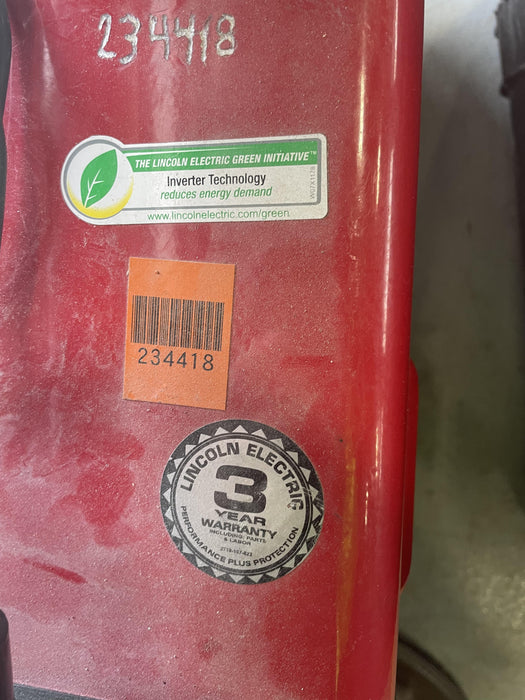 234418
THE LINCOLN ELECTRIC GREEN INITIATIVE™
Inverter Technology
reduces energy demand
www.lincolnelectric.com/green
W07X1178
234418
LINCOLN ELECTRIC
3
YEAR
WARRANTY
INCLUDING: PARTS
& LABOR
PERFORMANCE PLUS PROTECTION